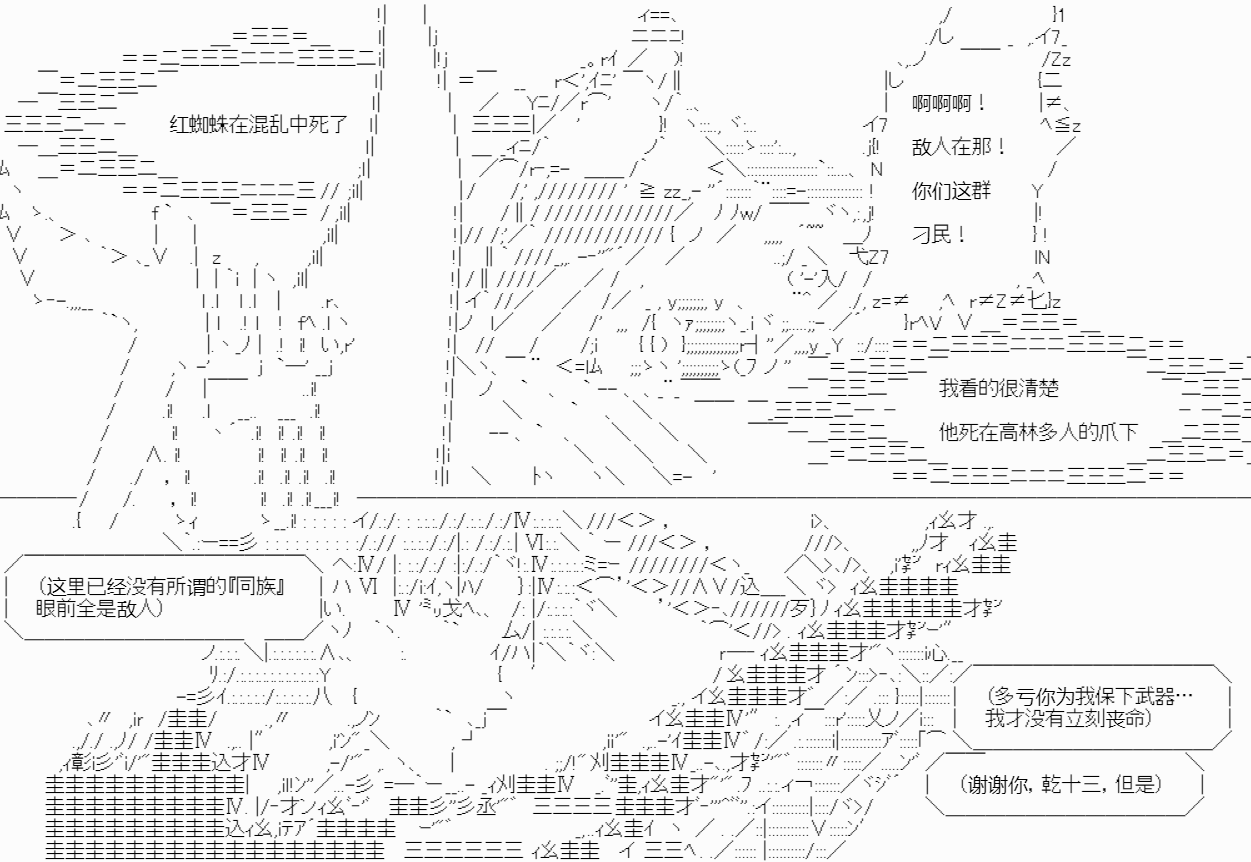 红蜘蛛在混乱中死了
啊啊啊！
敌人在那！
你们这群
刁民！
我看的很清楚
他死在高林多人的爪下
（这里已经没有所谓的『同族』
眼前全是敌人）
（多亏你为我保下武器…
我才没有立刻丧命）
（谢谢你，乾十三，但是）